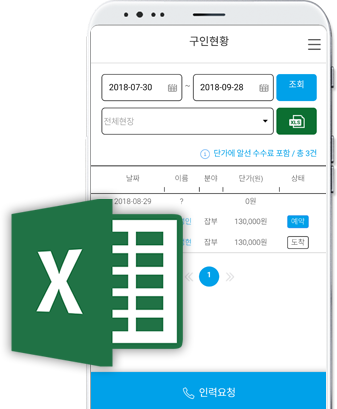 구인현황
2018-07-30 ~ 2018-09-28 조회
전체현장 XLS
단가에 알선 수수료 포함 / 총 3건
날짜 이름 분야 단가(원) 상태
2018-08-29 ? 0원
잡부 130,000원 예약
잡부 130,000원 도착
1
X
인력요청